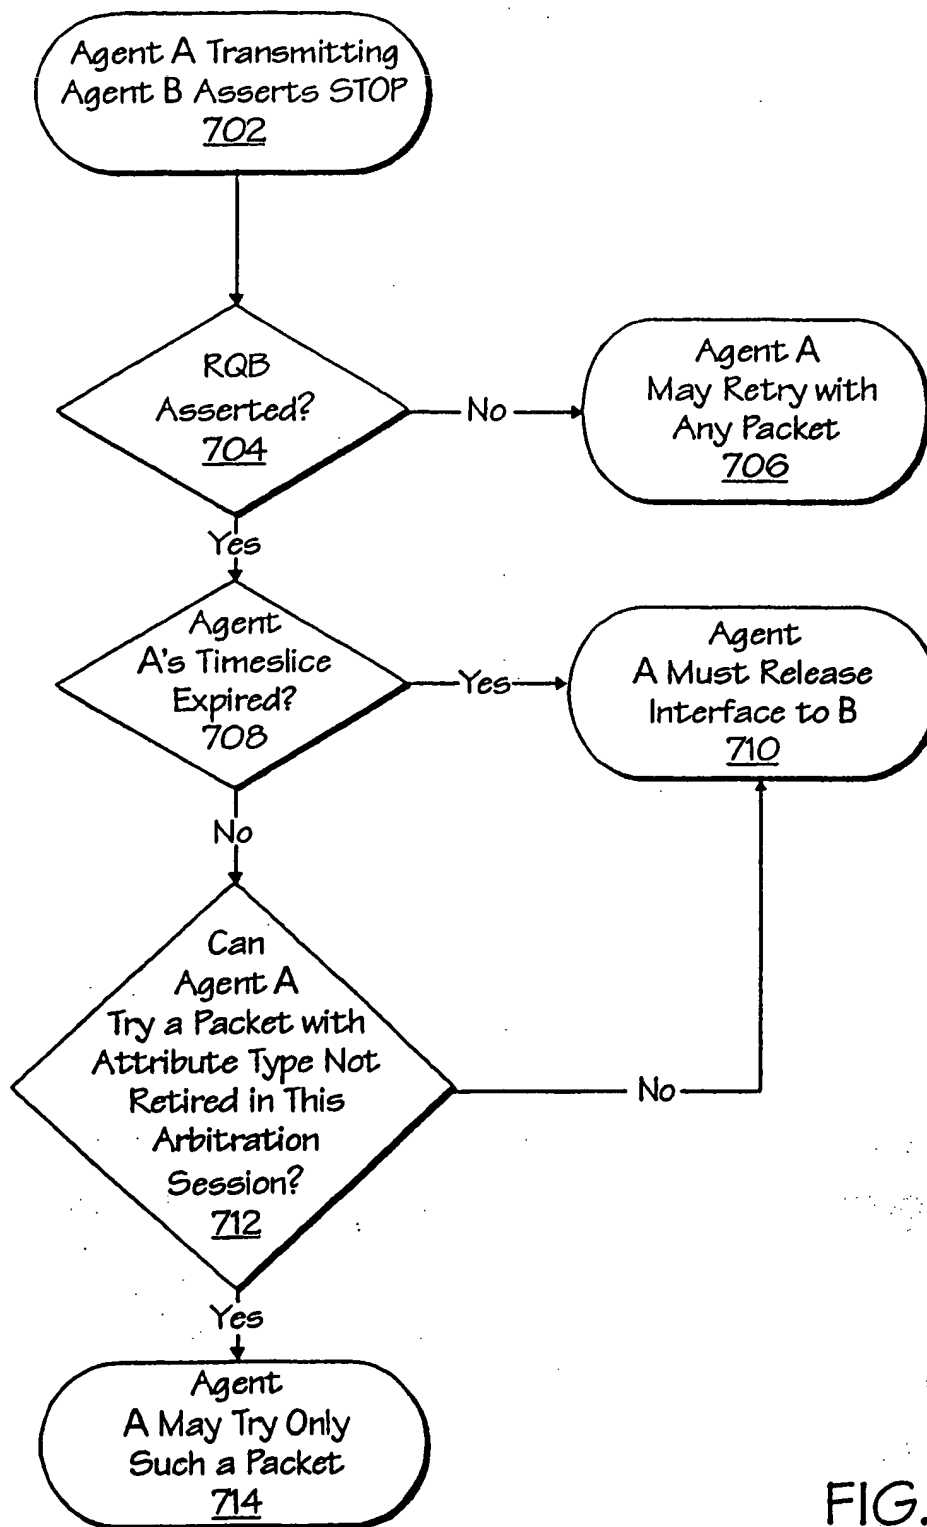 Agent A Transmitting
Agent B Asserts STOP
702
RQB
Asserted?
704
No
Agent A
May Retry with
Any Packet
706
Yes
Agent
A's Timeslice
Expired?
708
Yes
Agent
A Must Release
Interface to B
710
No
Can
Agent A
Try a Packet with
Attribute Type Not
Retired in This
Arbitration
Session?
712
No
Yes
Agent
A May Try Only
Such a Packet
714
FIG.